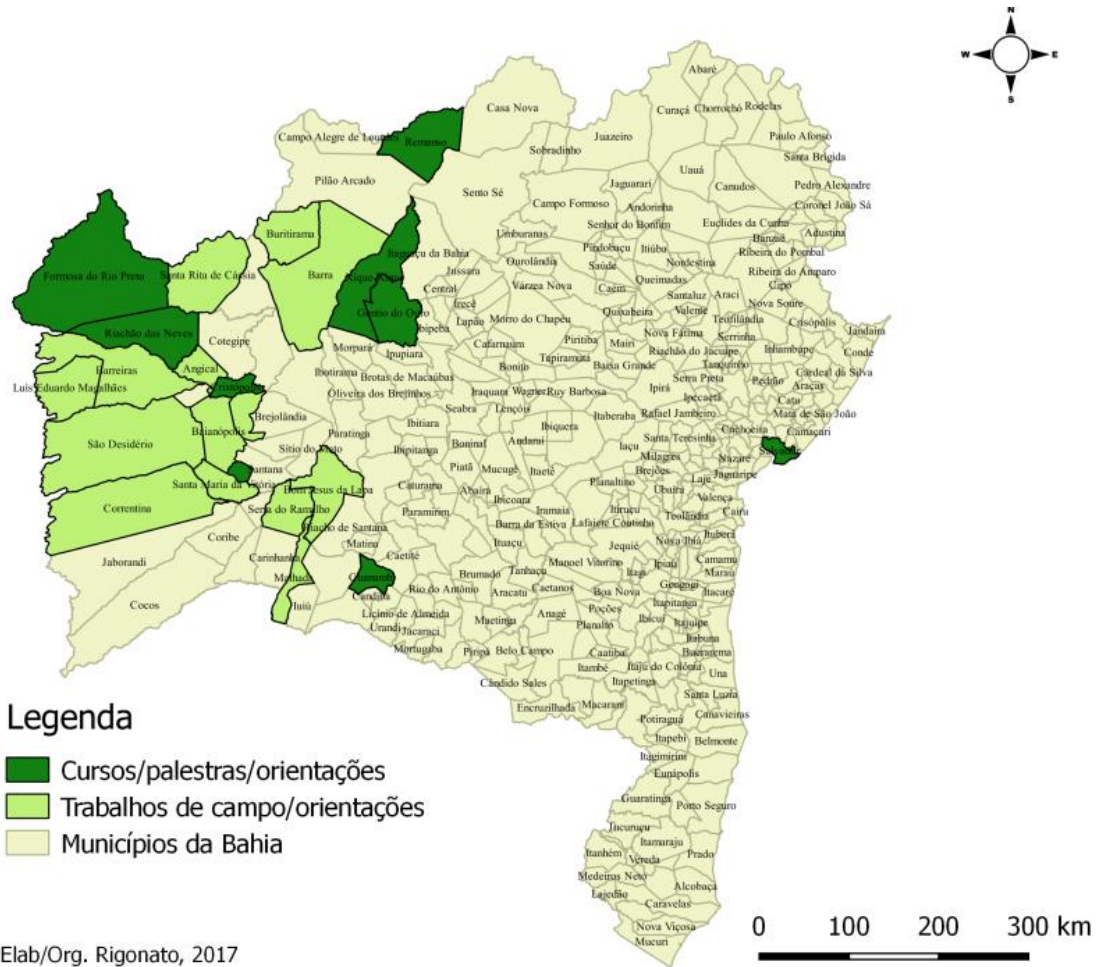 N
W
E
S
Abaré
Casa Nova
Curaçá
Chorrochó
Rodelas
Campo Alegre de Lourdes
Remanso
Juazeiro
Paulo Afonso
Sobradinho
Santa Brígida
Pilão Arcado
Uauá
Jaguarari
Canudos
Pedro Alexandre
Sento Sé
Campo Formoso
Andorinha
Coronel João Sá
Buritirama
Umburanas
Senhor do Bonfim
Euclides da Cunha
Adustina
Banzaê
Itaguaçu da Bahia
Pindobaçu
Itiúba
Ribeira do Pombal
Formosa do Rio Preto
Santa Rita de Cássia
Barra
Jussara
Ourolândia
Saúde
Nordestina
Ribeira do Amparo
Central
Várzea Nova
Caém
Queimadas
Cipó
Gentio do Ouro
Irecê
Santaluz
Araci
Nova Soure
Riachão das Neves
Ibipeba
Lapão
Morro do Chapéu
Quixabeira
Valente
Teofilândia
Crisópolis
Jandaíra
Cotegipe
Morpará
Ipupiara
Cafarnaum
Piritiba
Mairi
Nova Fátima
Serrinha
Inhambupe
Conde
Barreiras
Angical
Ibotirama
Bonito
Tapiramutá
Baixa Grande
Riachão do Jacuípe
Tanquinho
Cardeal da Silva
Luís Eduardo Magalhães
Cristópolis
Brotas de Macaúbas
Oliveira dos Brejinhos
Iraquara
Wagner
Ruy Barbosa
Ipirá
Serra Preta
Pedrão
Araças
Ipecaetá
Catu
Brejolândia
Seabra
Lençóis
Itaberaba
Rafael Jambeiro
Mata de São João
São Desidério
Baianópolis
Paratinga
Ibitiara
Ibiquera
Cachoeira
Camaçari
Sítio do Mato
Ibipitanga
Boninal
Andaraí
Iaçu
Santa Teresinha
Salvador
Santana
Piatã
Mucugê
Itaetê
Milagres
Nazaré
Santa Maria da Vitória
Bom Jesus da Lapa
Caturama
Abaíra
Planaltino
Brejões
Laje
Jaguaripe
Correntina
Serra do Ramalho
Paramirim
Ibicoara
Ubaíra
Valença
Riacho de Santana
Barra da Estiva
Iramaia
Lafaiete Coutinho
Itiruçu
Teolândia
Cairu
Coribe
Matina
Ituaçu
Nova Ibiá
Ituberá
Jaborandi
Carinhanha
Caetité
Jequié
Malhada
Guanambi
Brumado
Tanhaçu
Manoel Vitorino
Ipiaú
Camamu
Itagi
Maraú
Cocos
Iuiú
Candiba
Rio do Antônio
Aracatu
Caetanos
Boa Nova
Gongogi
Itacaré
Licínio de Almeida
Maetinga
Anagé
Poções
Itapitanga
Urandi
Jacaraci
Planalto
Ibicuí
Itajuípe
Mortugaba
Piripá
Belo Campo
Caatiba
Itabuna
Buerarema
Cândido Sales
Itambé
Itaju do Colônia
Una
Itapetinga
Santa Luzia
Encruzilhada
Macarani
Potiraguá
Canavieiras
Itapebi
Belmonte
Itagimirim
Eunápolis
Guaratinga
Porto Seguro
Jucuruçu
Itamaraju
Itanhém
Vereda
Prado
Medeiros Neto
Lajedão
Alcobaça
Caravelas
Nova Viçosa
Mucuri
Legenda
Cursos/palestras/orientações
Trabalhos de campo/orientações
Municípios da Bahia
0 100 200 300 km
Elab/Org. Rigonato, 2017